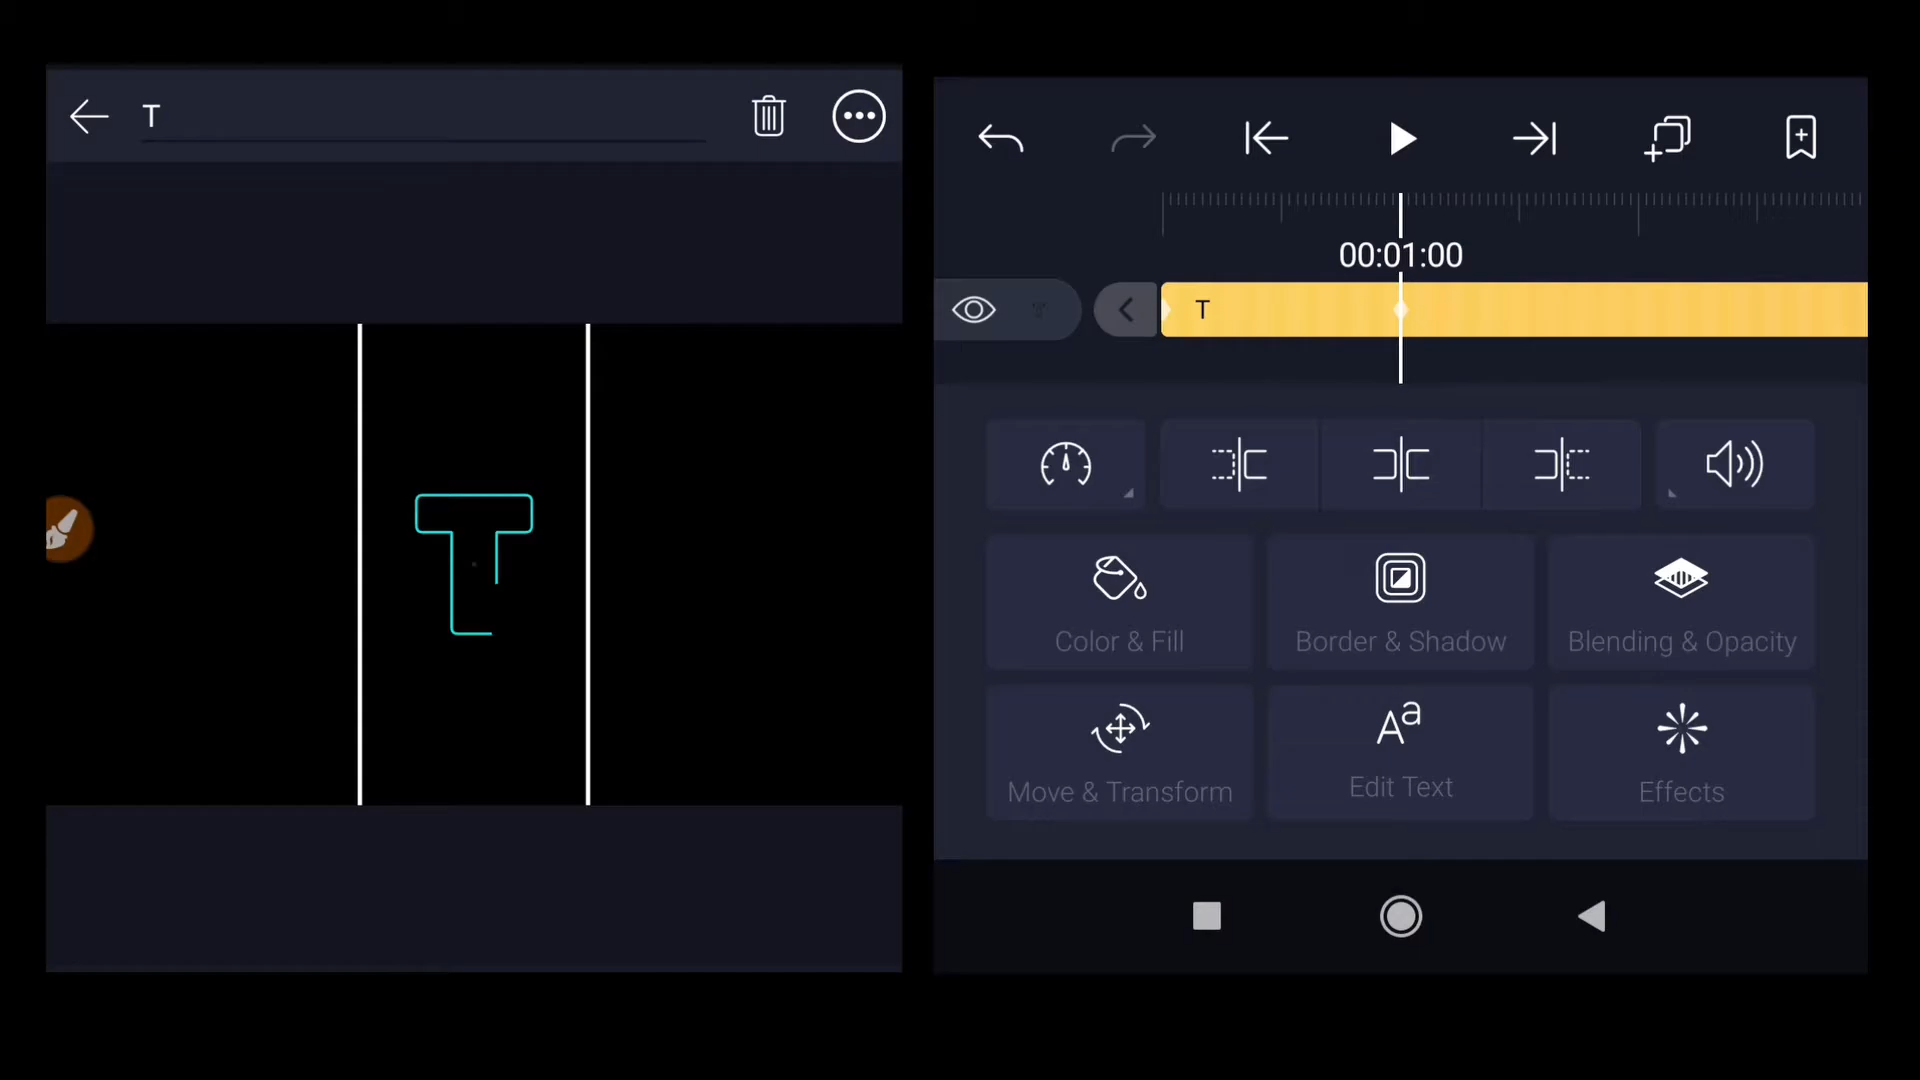 T
00:01:00
T
Color & Fill
Border & Shadow
Blending & Opacity
Move & Transform
Edit Text
Effects
T